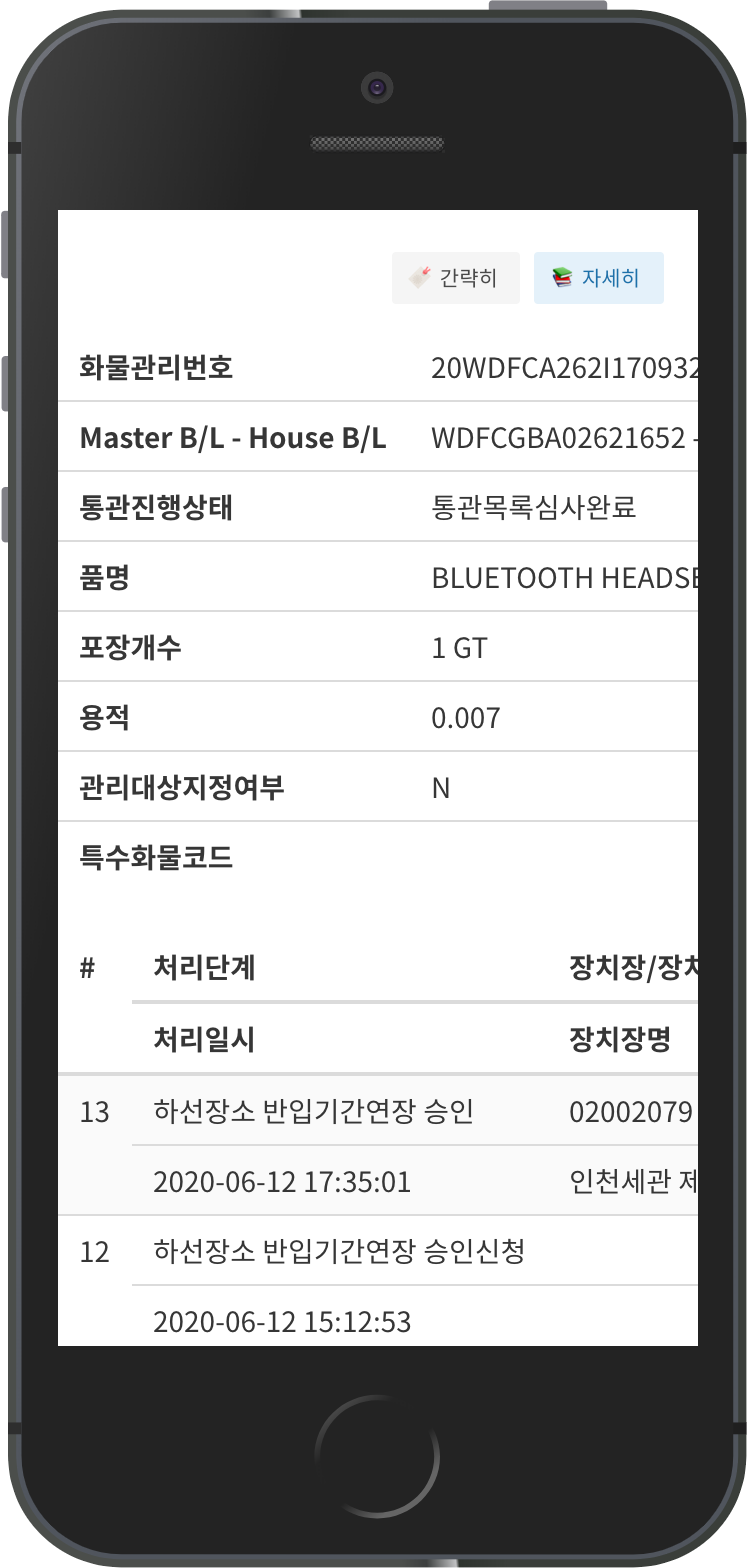 간략히 자세히
화물관리번호 20WDFCA262I170932
Master B/L - House B/L WDFCGBA02621652 -
통관진행상태 통관목록심사완료
품명 BLUETOOTH HEADSE
포장개수 1 GT
용적 0.007
관리대상지정여부 N
특수화물코드
# 처리단계 장치장/장치
처리일시 장치장명
13 하선장소 반입기간연장 승인 02002079
2020-06-12 17:35:01 인천세관 제
12 하선장소 반입기간연장 승인신청
2020-06-12 15:12:53